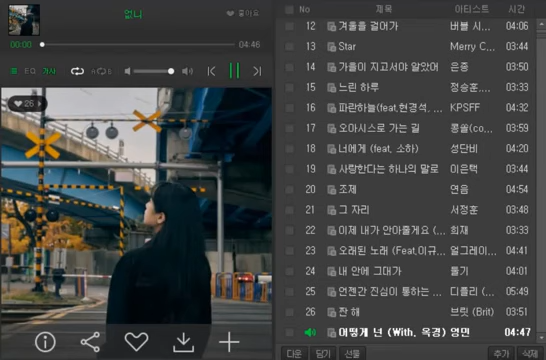 없니
좋아요
00:00
04:46
EQ 가사
26
No 제목 아티스트 시간
12 겨울을 걸어가 버블 시... 04:06
13 Star Merry C... 03:44
14 가을이 지고서야 알았어 은종 03:50
15 느린 하루 정승훈,... 03:33
16 파란하늘(feat.현경석, ... KPSFF 04:32
17 오아시스로 가는 길 콩쓸(co... 03:59
18 너에게 (feat. 소하) 성단비 04:20
19 사랑한다는 하나의 말로 이은택 03:44
20 조제 연음 04:54
21 그 자리 서정훈 03:48
22 이제 내가 안아줄게요 (... 희재 03:33
23 오래된 노래 (Feat.이규... 얼그레이... 04:41
24 내 안에 그대가 돌기 04:01
25 언젠간 진심이 통하는 ... 디플리 (... 05:49
26 잔 해 브릿 (Brit) 03:51
어떻게 넌 (With. 옥경) 영민 04:47
다운 담기 선물 추가 삭제